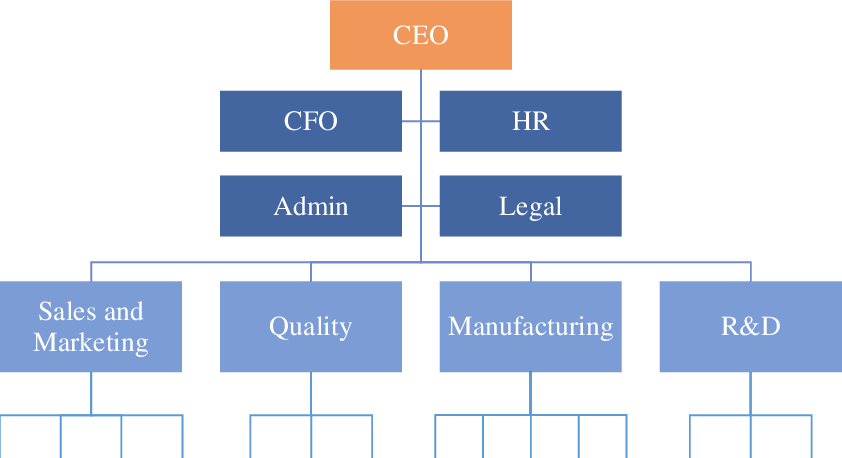 CEO
CFO
HR
Admin
Legal
Sales and
Marketing
Quality
Manufacturing
R&D